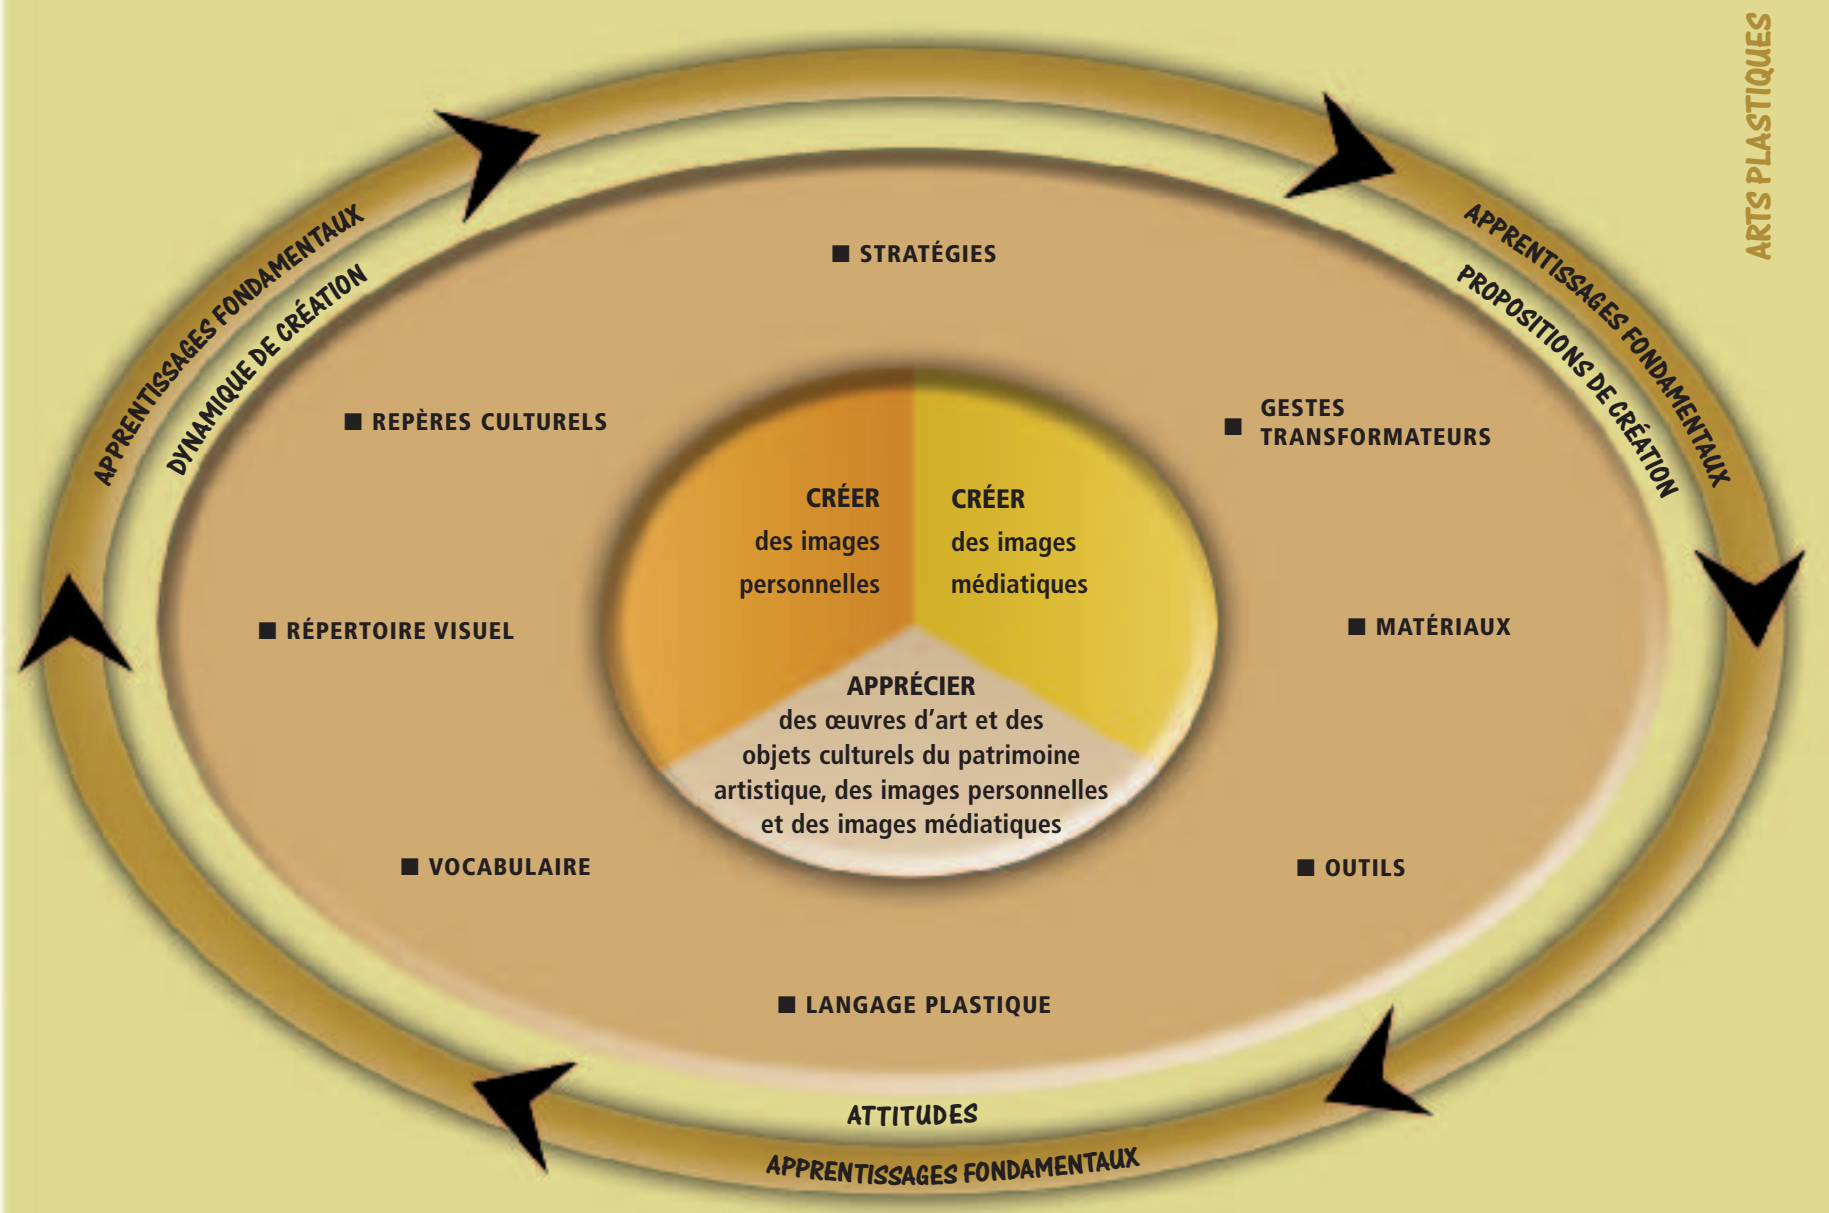 ARTS PLASTIQUES
APPRENTISSAGES FONDAMENTAUX
DYNAMIQUE DE CRÉATION
APPRENTISSAGES FONDAMENTAUX
PROPOSITIONS DE CRÉATION
■ STRATÉGIES
■ REPÈRES CULTURELS
■ GESTES
TRANSFORMATEURS
CRÉER
des images
personnelles
CRÉER
des images
médiatiques
■ RÉPERTOIRE VISUEL
■ MATÉRIAUX
APPRÉCIER
des œuvres d'art et des
objets culturels du patrimoine
artistique, des images personnelles
et des images médiatiques
■ VOCABULAIRE
■ OUTILS
■ LANGAGE PLASTIQUE
ATTITUDES
APPRENTISSAGES FONDAMENTAUX